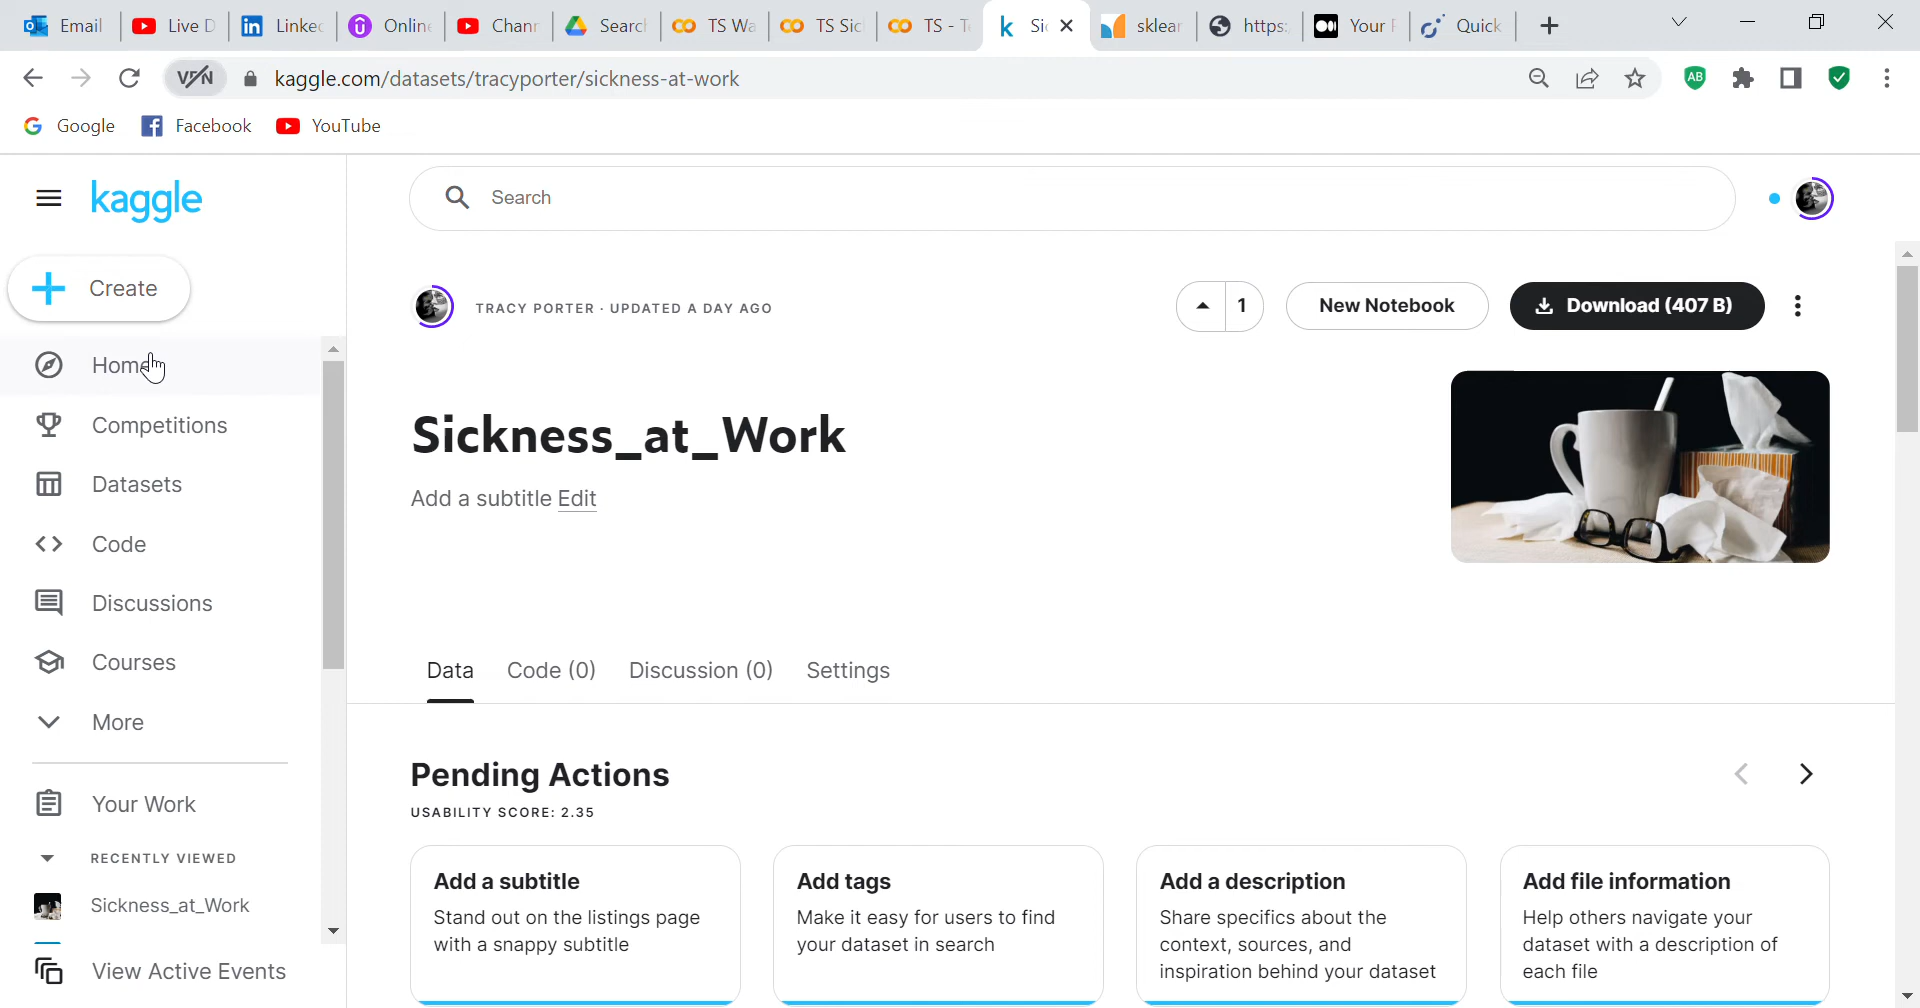 Email Live D Linke Onlin Chan Searc TS Wa TS Sic TS - T Si sklear https: Your F Quick
VPN kaggle.com/datasets/tracyporter/sickness-at-work AB
Google Facebook YouTube
kaggle
Search
Create
TRACY PORTER · UPDATED A DAY AGO
1
New Notebook
Download (407 B)
Home
Competitions
Datasets
Code
Discussions
Courses
More
Your Work
RECENTLY VIEWED
Sickness_at_Work
View Active Events
Sickness_at_Work
Add a subtitle Edit
Data Code (0) Discussion (0) Settings
Pending Actions
USABILITY SCORE: 2.35
Add a subtitle
Stand out on the listings page
with a snappy subtitle
Add tags
Make it easy for users to find
your dataset in search
Add a description
Share specifics about the
context, sources, and
inspiration behind your dataset
Add file information
Help others navigate your
dataset with a description of
each file